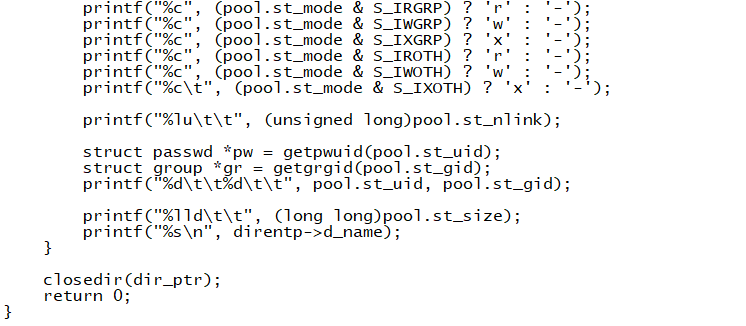 printf("%c", (pool.st_mode & S_IRGRP) ? 'r' : '-');
printf("%c", (pool.st_mode & S_IWGRP) ? 'w' : '-');
printf("%c", (pool.st_mode & S_IXGRP) ? 'x' : '-');
printf("%c", (pool.st_mode & S_IROTH) ? 'r' : '-');
printf("%c", (pool.st_mode & S_IWOTH) ? 'w' : '-');
printf("%c\t", (pool.st_mode & S_IXOTH) ? 'x' : '-');
printf("%lu\t\t", (unsigned long)pool.st_nlink);
struct passwd *pw = getpwuid(pool.st_uid);
struct group *gr = getgrgid(pool.st_gid);
printf("%d\t\t%d\t\t", pool.st_uid, pool.st_gid);
printf("%lld\t\t", (long long)pool.st_size);
printf("%s\n", direntp->d_name);
}
closedir(dir_ptr);
return 0;
}